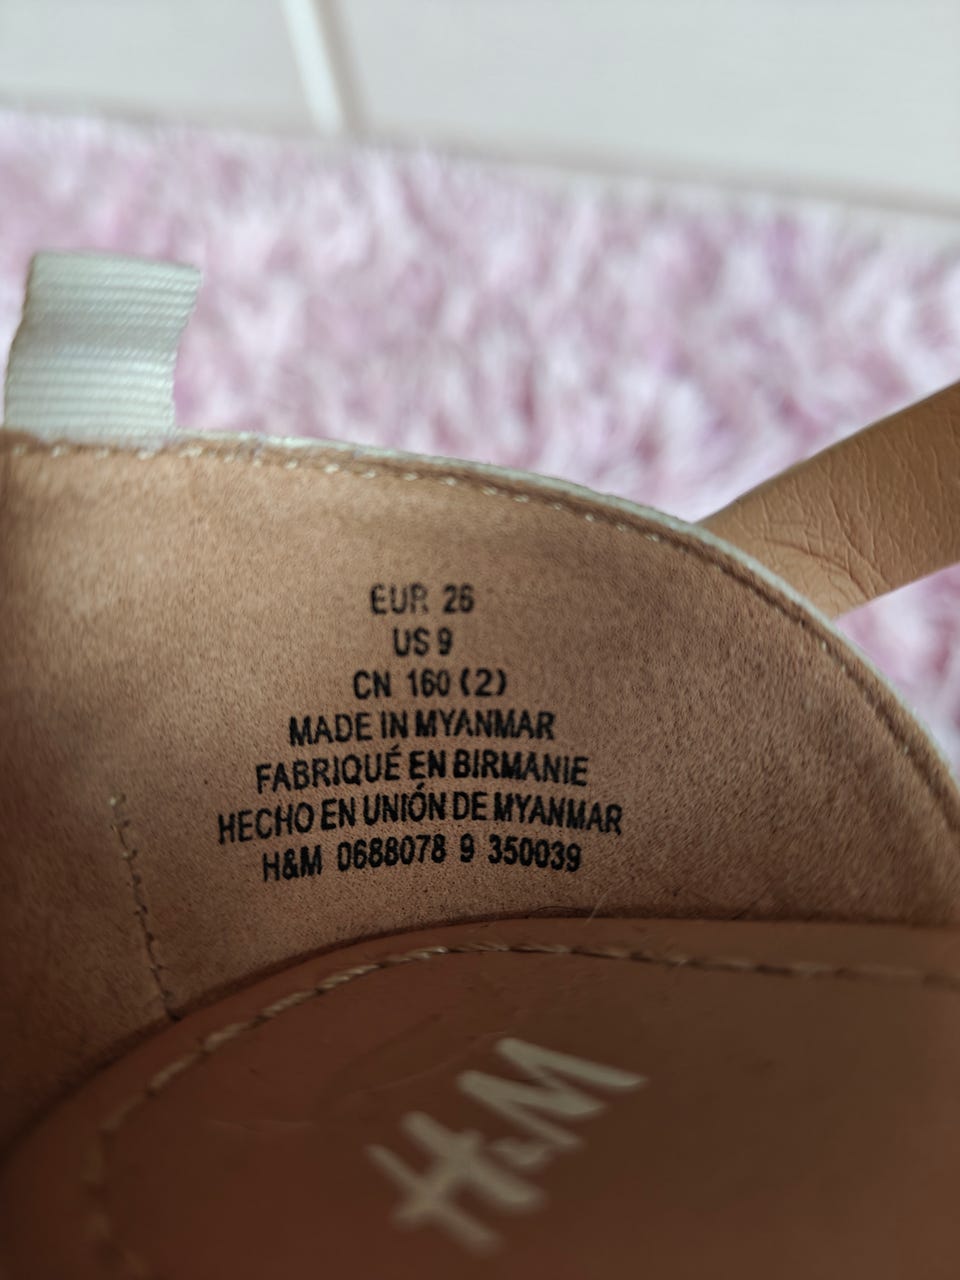 EUR 26
US 9
CN 160 (2)
MADE IN MYANMAR
FABRIQUÉ EN BIRMANIE
HECHO EN UNIÓN DE MYANMAR
H&M 0688078 9 350039
H&M